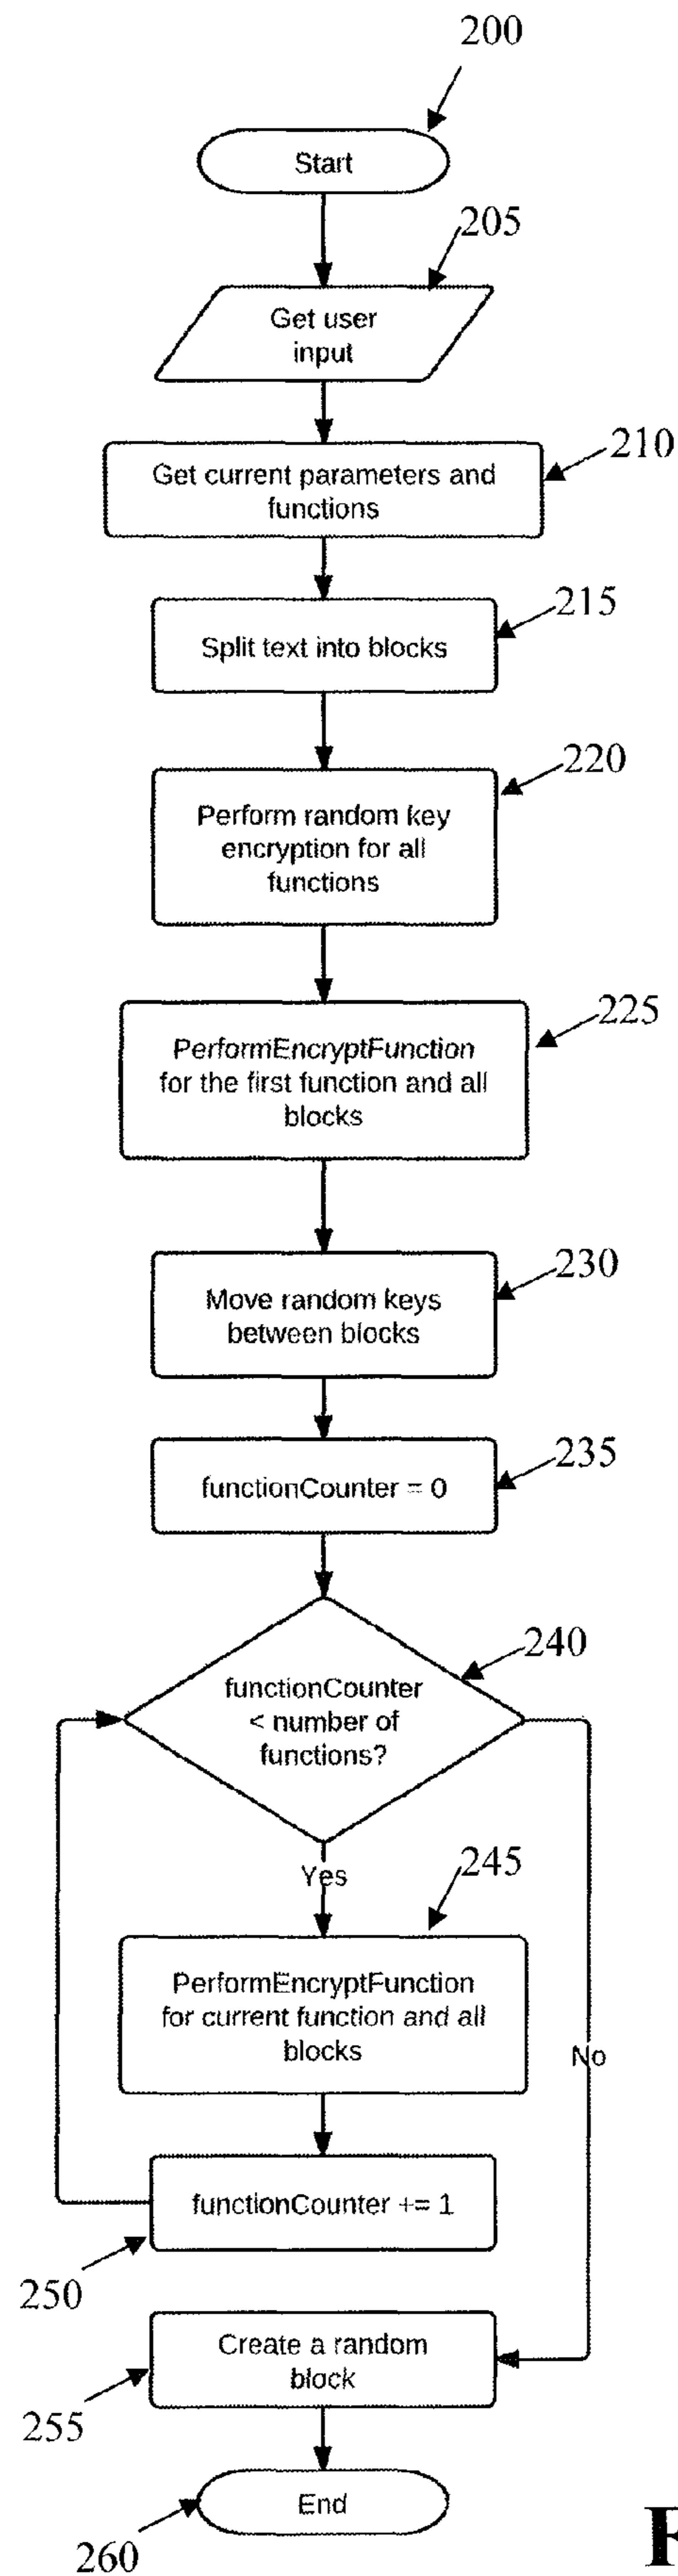 200
Start
205
Get user
input
210
Get current parameters and
functions
215
Split text into blocks
220
Perform random key
encryption for all
functions
225
PerformEncryptFunction
for the first function and all
blocks
230
Move random keys
between blocks
235
functionCounter = 0
240
functionCounter
< number of
functions?
Yes
245
PerformEncryptFunction
for current function and all
blocks
No
functionCounter += 1
250
Create a random
block
255
End
260